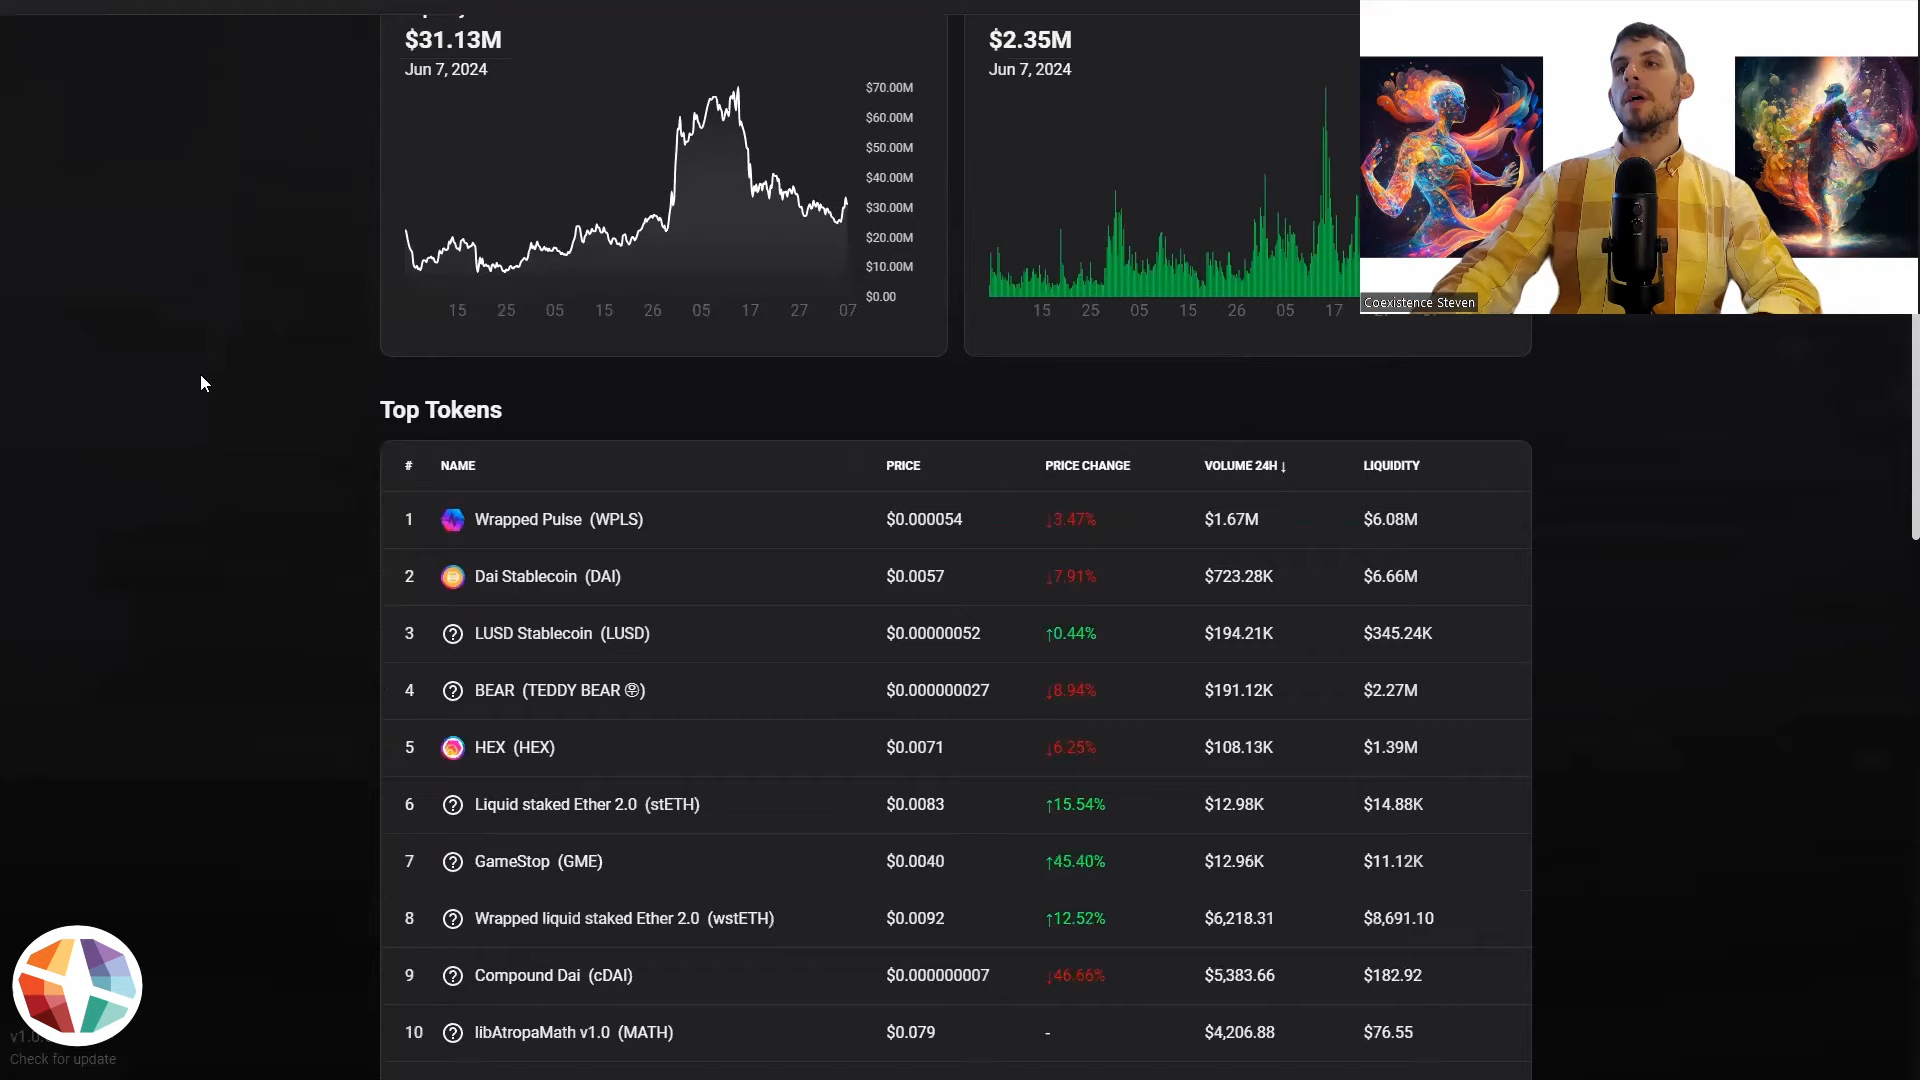 $31.13M
Jun 7, 2024
$70.00M
$60.00M
$50.00M
$40.00M
$30.00M
$20.00M
$10.00M
$0.00
15 25 05 15 26 05 17 27 07
$2.35M
Jun 7, 2024
15 25 05 15 26 05 17
Coexistence Steven
Top Tokens
# NAME PRICE PRICE CHANGE VOLUME 24H ↓ LIQUIDITY
1 Wrapped Pulse (WPLS) $0.000054 ↓3.47% $1.67M $6.08M
2 Dai Stablecoin (DAI) $0.0057 ↓7.91% $723.28K $6.66M
3 LUSD Stablecoin (LUSD) $0.00000052 ↑0.44% $194.21K $345.24K
4 BEAR (TEDDY BEAR ㉾) $0.000000027 ↓8.94% $191.12K $2.27M
5 HEX (HEX) $0.0071 ↓6.25% $108.13K $1.39M
6 Liquid staked Ether 2.0 (stETH) $0.0083 ↑15.54% $12.98K $14.88K
7 GameStop (GME) $0.0040 ↑45.40% $12.96K $11.12K
8 Wrapped liquid staked Ether 2.0 (wstETH) $0.0092 ↑12.52% $6,218.31 $8,691.10
9 Compound Dai (cDAI) $0.000000007 ↓46.66% $5,383.66 $182.92
10 libAtropaMath v1.0 (MATH) $0.079 - $4,206.88 $76.55
Check for update